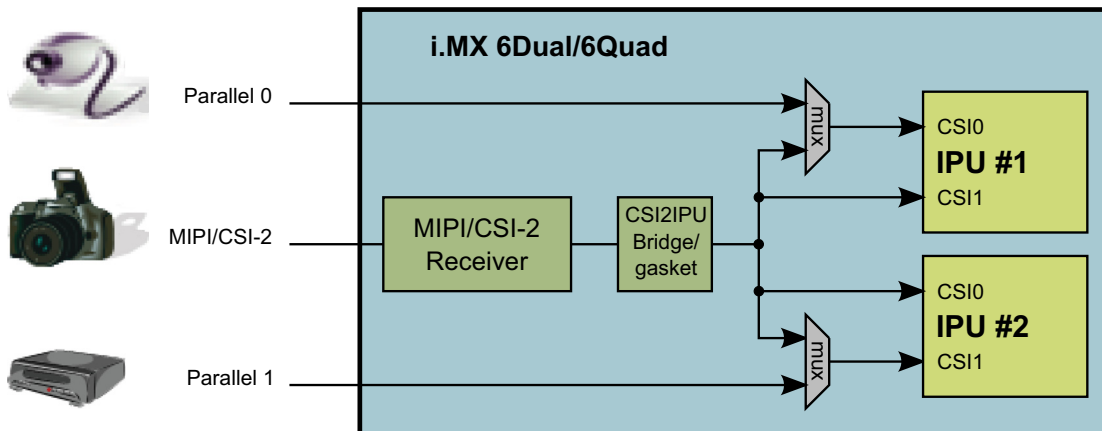 i.MX 6Dual/6Quad
Parallel 0
mux
CSI0
IPU #1
CSI1
MIPI/CSI-2
MIPI/CSI-2
Receiver
CSI2IPU
Bridge/
gasket
CSI0
IPU #2
CSI1
mux
Parallel 1